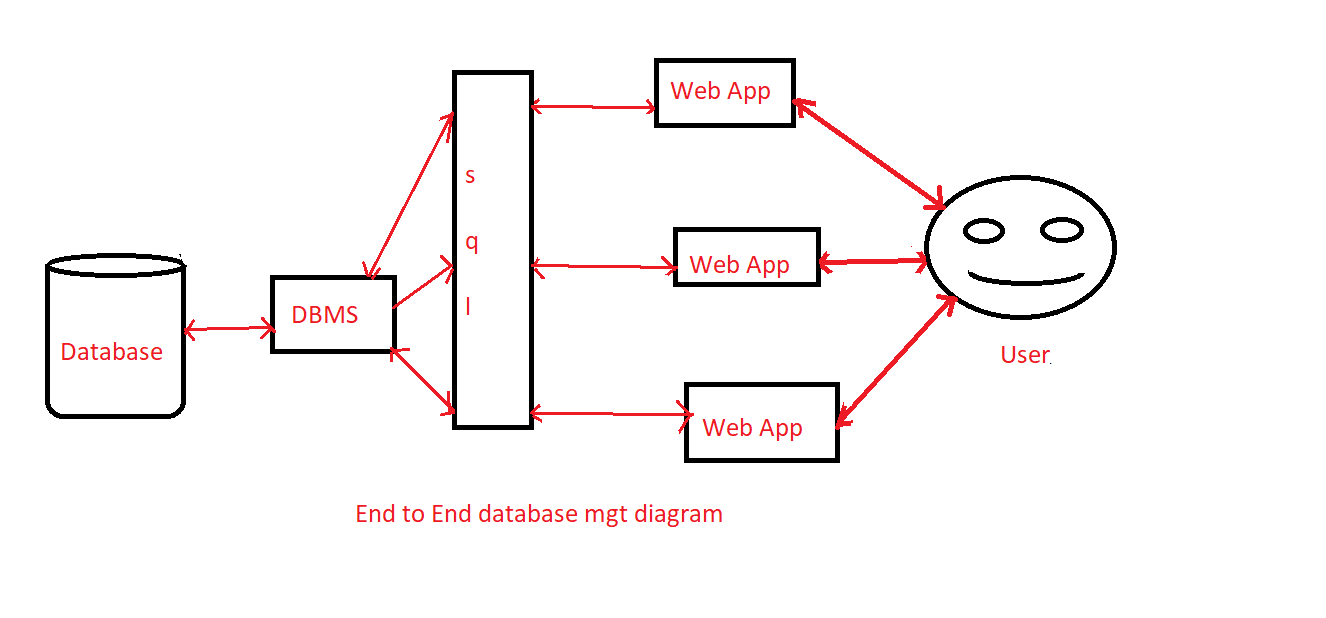 Web App
s
q
l
Web App
DBMS
Database
User.
Web App
End to End database mgt diagram